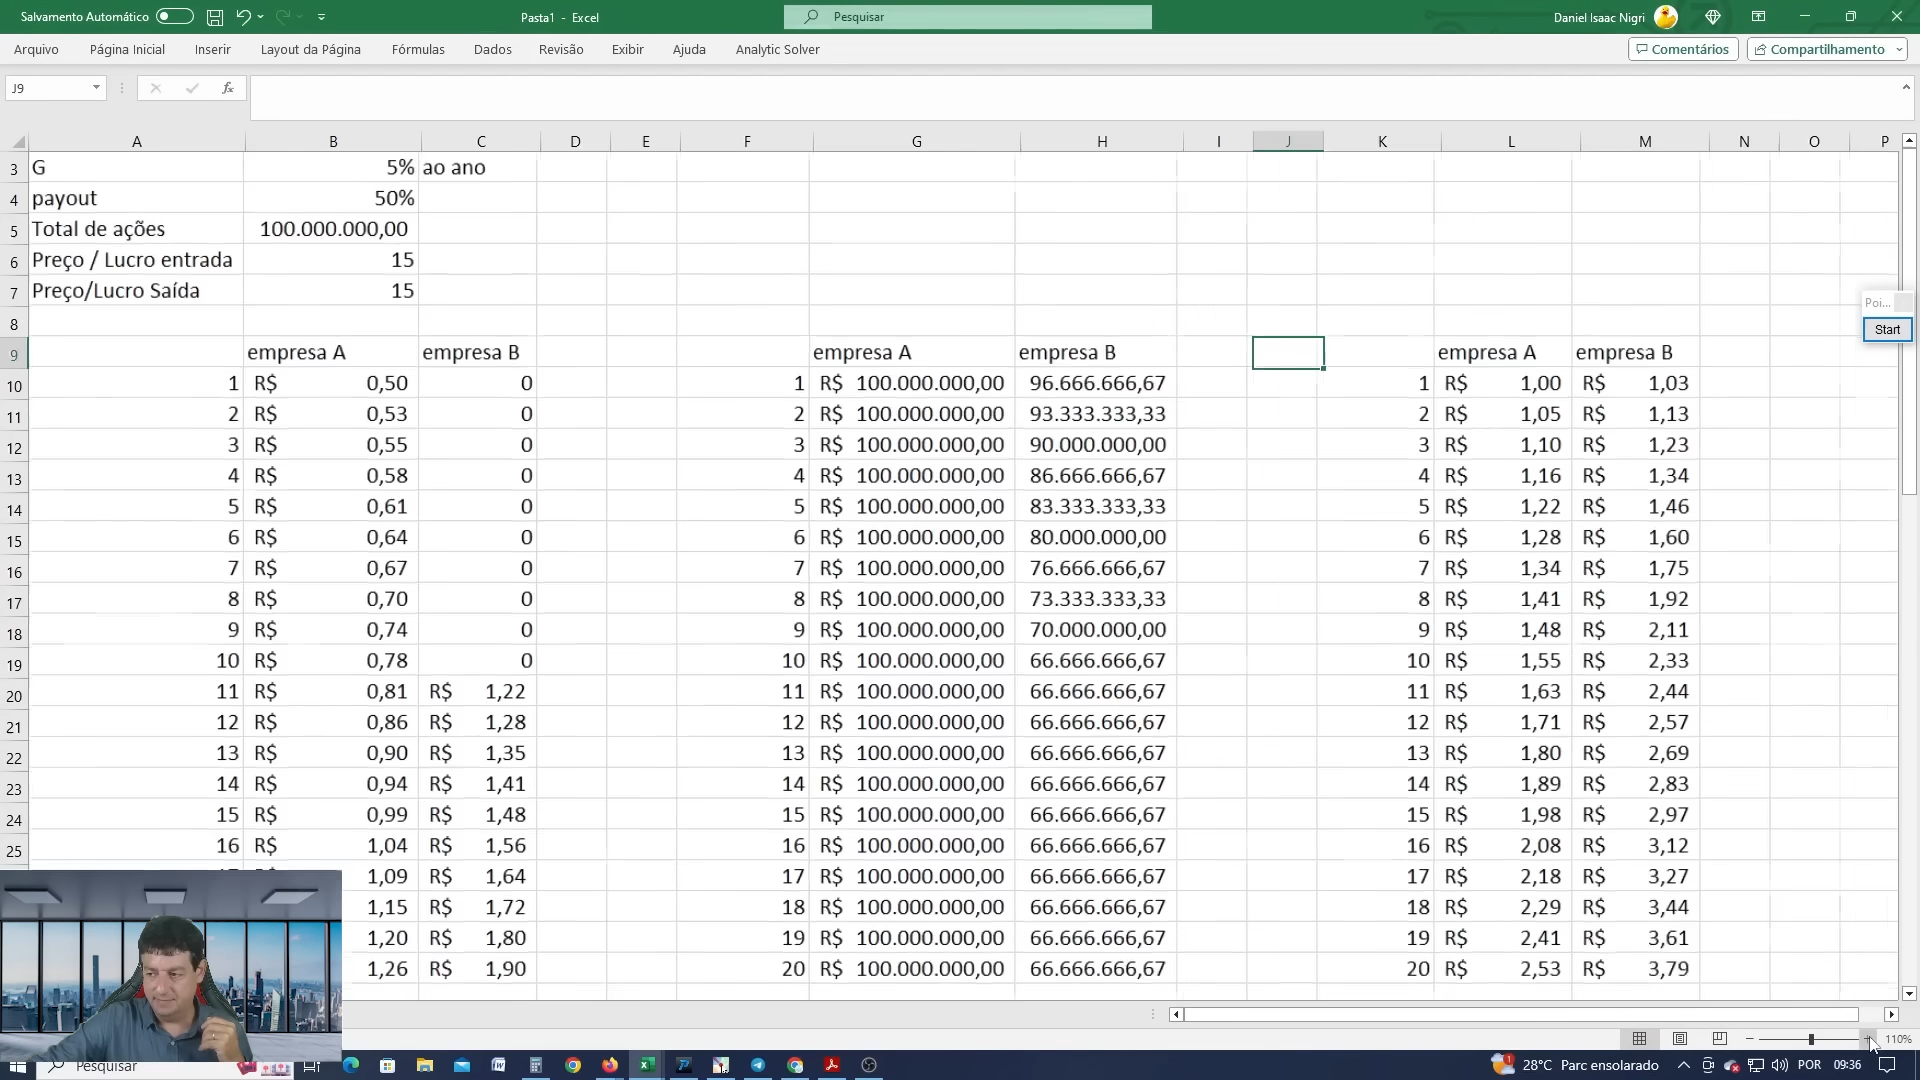 Salvamento Automático
Pasta1 - Excel
Pesquisar
Daniel Isaac Nigri
Arquivo Página Inicial Inserir Layout da Página Fórmulas Dados Revisão Exibir Ajuda Analytic Solver
Comentários Compartilhamento
J9 fx
A B C D E F G H I J K L M N O P
3 G 5% ao ano
4 payout 50%
5 Total de ações 100.000.000,00
6 Preço / Lucro entrada 15
7 Preço/Lucro Saída 15
Poi...
8
Start
9 empresa A empresa B empresa A empresa B empresa A empresa B
10 1 R$ 0,50 0 1 R$ 100.000.000,00 96.666.666,67 1 R$ 1,00 R$ 1,03
11 2 R$ 0,53 0 2 R$ 100.000.000,00 93.333.333,33 2 R$ 1,05 R$ 1,13
12 3 R$ 0,55 0 3 R$ 100.000.000,00 90.000.000,00 3 R$ 1,10 R$ 1,23
13 4 R$ 0,58 0 4 R$ 100.000.000,00 86.666.666,67 4 R$ 1,16 R$ 1,34
14 5 R$ 0,61 0 5 R$ 100.000.000,00 83.333.333,33 5 R$ 1,22 R$ 1,46
15 6 R$ 0,64 0 6 R$ 100.000.000,00 80.000.000,00 6 R$ 1,28 R$ 1,60
16 7 R$ 0,67 0 7 R$ 100.000.000,00 76.666.666,67 7 R$ 1,34 R$ 1,75
17 8 R$ 0,70 0 8 R$ 100.000.000,00 73.333.333,33 8 R$ 1,41 R$ 1,92
18 9 R$ 0,74 0 9 R$ 100.000.000,00 70.000.000,00 9 R$ 1,48 R$ 2,11
19 10 R$ 0,78 0 10 R$ 100.000.000,00 66.666.666,67 10 R$ 1,55 R$ 2,33
20 11 R$ 0,81 R$ 1,22 11 R$ 100.000.000,00 66.666.666,67 11 R$ 1,63 R$ 2,44
21 12 R$ 0,86 R$ 1,28 12 R$ 100.000.000,00 66.666.666,67 12 R$ 1,71 R$ 2,57
22 13 R$ 0,90 R$ 1,35 13 R$ 100.000.000,00 66.666.666,67 13 R$ 1,80 R$ 2,69
23 14 R$ 0,94 R$ 1,41 14 R$ 100.000.000,00 66.666.666,67 14 R$ 1,89 R$ 2,83
24 15 R$ 0,99 R$ 1,48 15 R$ 100.000.000,00 66.666.666,67 15 R$ 1,98 R$ 2,97
25 16 R$ 1,04 R$ 1,56 16 R$ 100.000.000,00 66.666.666,67 16 R$ 2,08 R$ 3,12
1,09 R$ 1,64 17 R$ 100.000.000,00 66.666.666,67 17 R$ 2,18 R$ 3,27
1,15 R$ 1,72 18 R$ 100.000.000,00 66.666.666,67 18 R$ 2,29 R$ 3,44
1,20 R$ 1,80 19 R$ 100.000.000,00 66.666.666,67 19 R$ 2,41 R$ 3,61
1,26 R$ 1,90 20 R$ 100.000.000,00 66.666.666,67 20 R$ 2,53 R$ 3,79
110%
Pesquisar
28°C Parc ensolarado POR 09:36